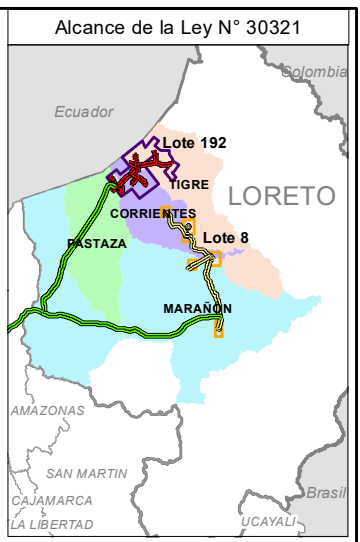 Alcance de la Ley N° 30321
Colombia
Ecuador
Lote 192
TIGRE
LORETO
CORRIENTES
Lote 8
PASTAZA
MARAÑON
AMAZONAS
SAN MARTIN
CAJAMARCA
Brasil
LA LIBERTAD
UCAYALI